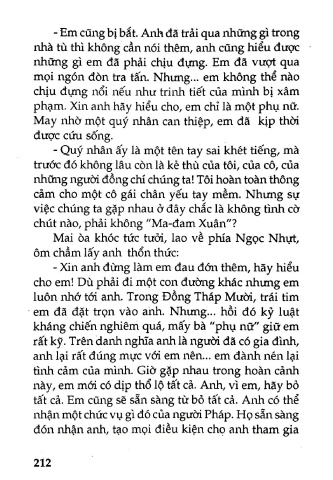 - Em cũng bị bắt. Anh đã trải qua những gì trong
nhà tù thì không cần nói thêm, anh cũng hiểu được
những gì em đã phải chịu đựng. Em đã vượt qua
mọi ngón đòn tra tấn. Nhưng... em không thể nào
chịu đựng nổi nếu như trinh tiết của mình bị xâm
phạm. Xin anh hãy hiểu cho, em chỉ là một phụ nữ.
May nhờ một quý nhân can thiệp, em đã kịp thời
được cứu sống.
- Quý nhân ấy là một tên tay sai khét tiếng, mà
trước đó không lâu còn là kẻ thù của tôi, của cô, của
những người đồng chí chúng ta! Tôi hoàn toàn thông
cảm cho một cô gái chân yếu tay mềm. Nhưng sự
việc chúng ta gặp nhau ở đây chắc là không tình cờ
chút nào, phải không "Ma-đam Xuân"?
Mai òa khóc tức tưởi, lao về phía Ngọc Nhựt,
ôm chầm lấy anh thổn thức:
- Xin anh đừng làm em đau đớn thêm, hãy hiểu
cho em! Dù phải đi một con đường khác nhưng em
luôn nhớ tới anh. Trong Đồng Tháp Mười, trái tim
em đã đặt trọn vào anh. Nhưng... hồi đó kỷ luật
kháng chiến nghiêm quá, mấy bà "phụ nữ" giữ em
rất kỹ. Trên danh nghĩa anh là người đã có gia đình,
anh lại rất đúng mực với em nên... em đành nén lại
tình cảm của mình. Giờ gặp nhau trong hoàn cảnh
này, em mới có dịp thổ lộ tất cả. Anh, vì em, hãy bỏ
tất cả. Em cũng sẽ sẵn sàng từ bỏ tất cả. Anh có thể
nhận một chức vụ gì đó của người Pháp. Họ sẵn sàng
đón nhận anh, tạo mọi điều kiện cho anh tham gia
212